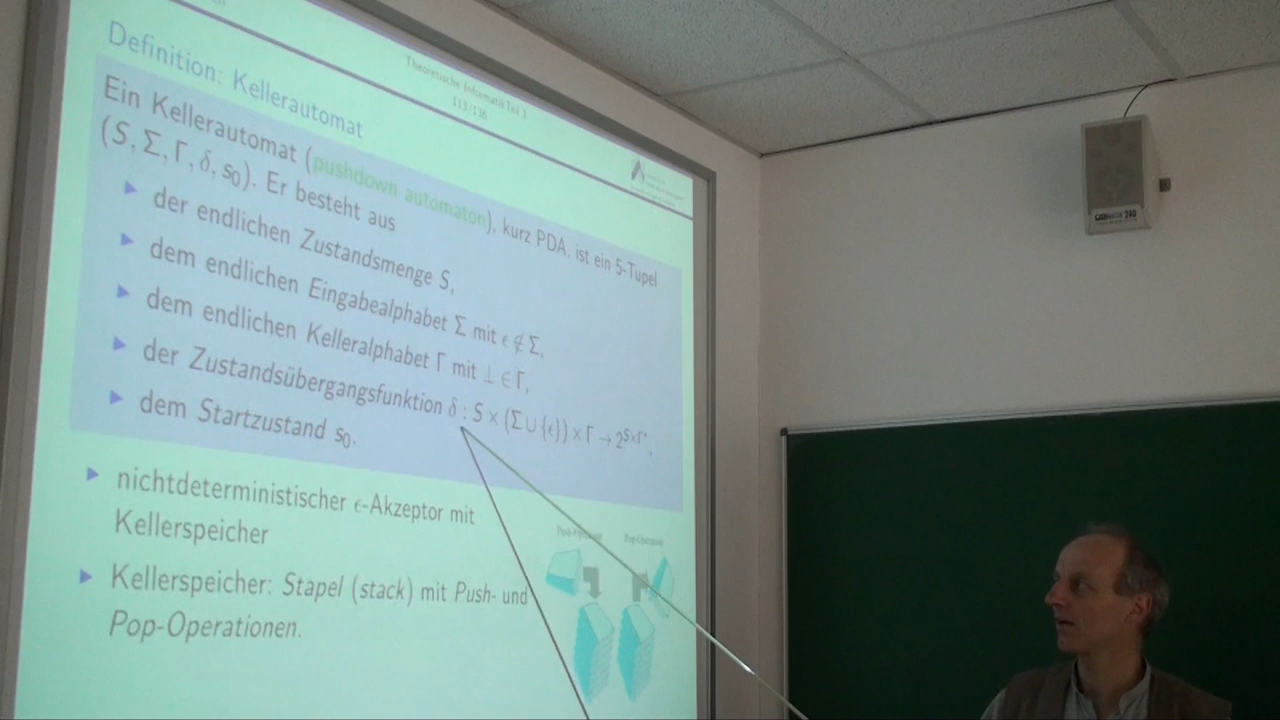 Theoretische Informatik Teil 1
113/136
Definition: Kellerautomat
Ein Kellerautomat (pushdown automaton), kurz PDA, ist ein 5-Tupel
(S, Σ, Γ, δ, s₀). Er besteht aus
▶ der endlichen Zustandsmenge S,
▶ dem endlichen Eingabealphabet Σ mit ϵ ∉ Σ,
▶ dem endlichen Kelleralphabet Γ mit ⊥ ∈ Γ,
▶ der Zustandsübergangsfunktion δ : S × (Σ ∪ {ϵ}) × Γ → 2^{S×Γ*},
▶ dem Startzustand s₀.
▶ nichtdeterministischer ϵ-Akzeptor mit
Kellerspeicher
▶ Kellerspeicher: Stapel (stack) mit Push- und
Pop-Operationen.
Push-Operation
Pop-Operation
240